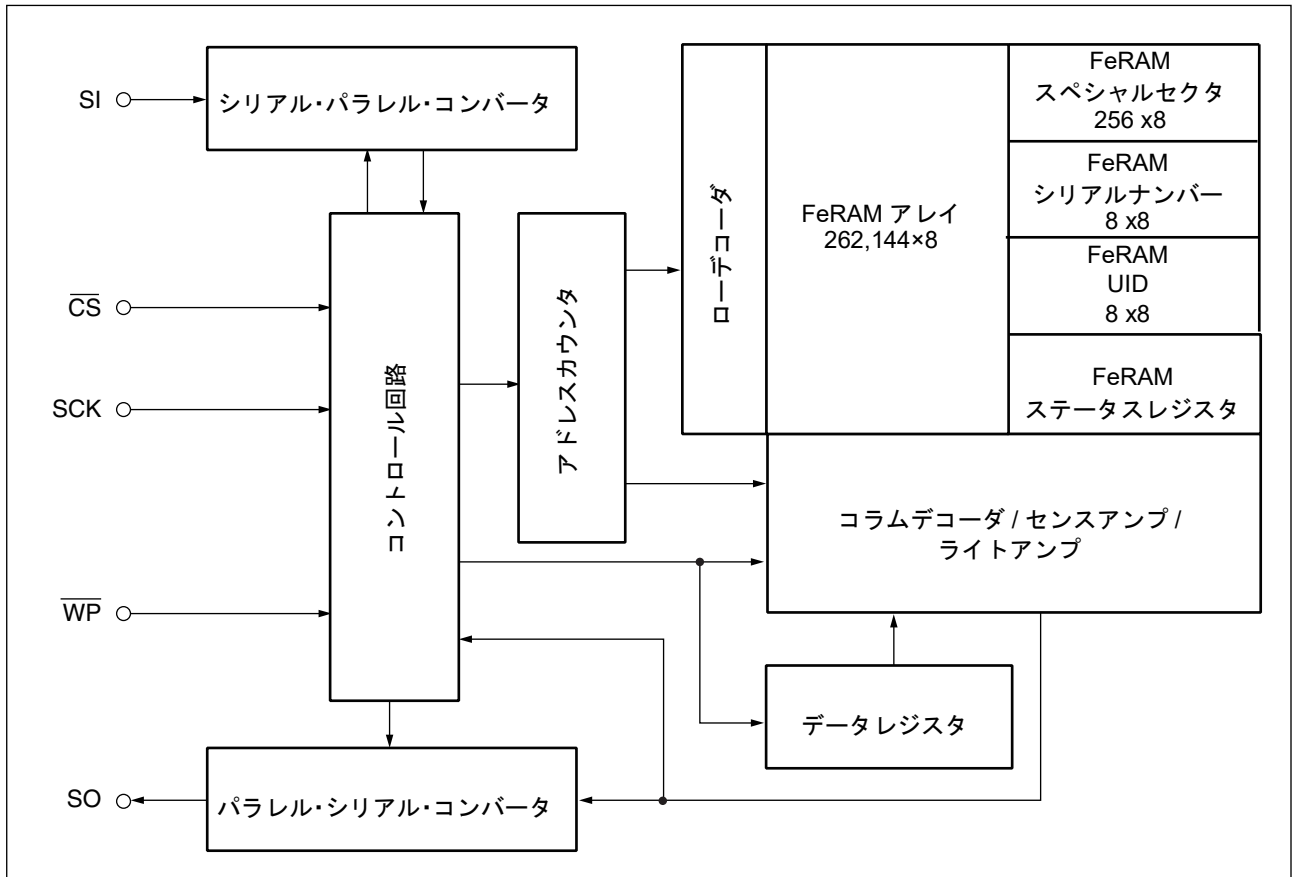 SI
シリアル・パラレル・コンバータ
CS
SCK
WP
SO
コントロール回路
アドレスカウンタ
ローデコーダ
FeRAM アレイ
262,144×8
FeRAM
スペシャルセクタ
256 x8
FeRAM
シリアルナンバー
8 x8
FeRAM
UID
8 x8
FeRAM
ステータスレジスタ
コラムデコーダ / センスアンプ /
ライトアンプ
データレジスタ
パラレル・シリアル・コンバータ